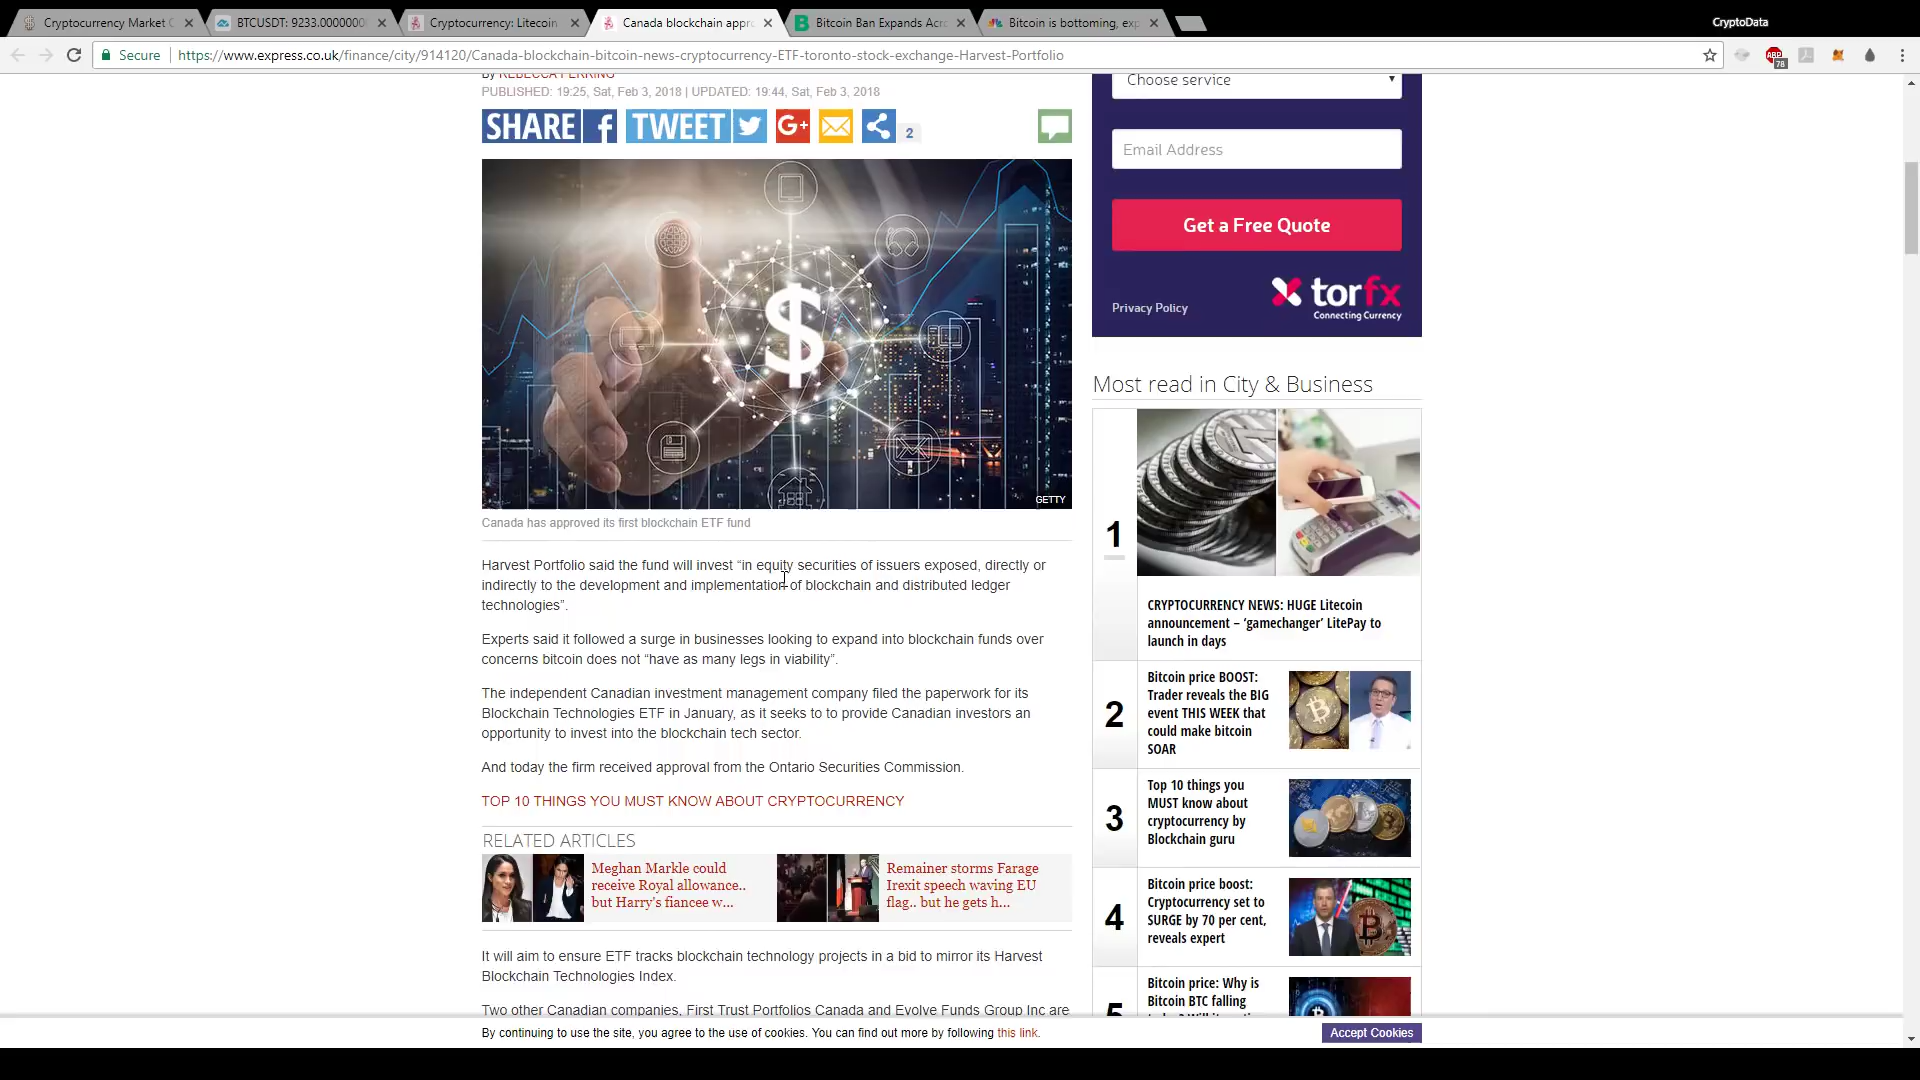 Cryptocurrency Market C
BTCUSDT: 9233.0000000
Cryptocurrency: Litecoin
Canada blockchain appro
Bitcoin Ban Expands Acro
Bitcoin is bottoming, exp
CryptoData
Secure
https://www.express.co.uk/finance/city/914120/Canada-blockchain-bitcoin-news-cryptocurrency-ETF-toronto-stock-exchange-Harvest-Portfolio
ABP
78
By REBECCA PERRING
PUBLISHED: 19:25, Sat, Feb 3, 2018 | UPDATED: 19:44, Sat, Feb 3, 2018
SHARE
TWEET
G+
2
$
GETTY
Canada has approved its first blockchain ETF fund
Harvest Portfolio said the fund will invest “in equity securities of issuers exposed, directly or
indirectly to the development and implementation of blockchain and distributed ledger
technologies”.
Experts said it followed a surge in businesses looking to expand into blockchain funds over
concerns bitcoin does not “have as many legs in viability”.
The independent Canadian investment management company filed the paperwork for its
Blockchain Technologies ETF in January, as it seeks to to provide Canadian investors an
opportunity to invest into the blockchain tech sector.
And today the firm received approval from the Ontario Securities Commission.
TOP 10 THINGS YOU MUST KNOW ABOUT CRYPTOCURRENCY
RELATED ARTICLES
Meghan Markle could
receive Royal allowance..
but Harry's fiancee w...
Remainer storms Farage
Irexit speech waving EU
flag.. but he gets h...
It will aim to ensure ETF tracks blockchain technology projects in a bid to mirror its Harvest
Blockchain Technologies Index.
Two other Canadian companies, First Trust Portfolios Canada and Evolve Funds Group Inc are
Choose service
Email Address
Get a Free Quote
Privacy Policy
torfx
Connecting Currency
Most read in City & Business
1
CRYPTOCURRENCY NEWS: HUGE Litecoin
announcement – ‘gamechanger’ LitePay to
launch in days
2
Bitcoin price BOOST:
Trader reveals the BIG
event THIS WEEK that
could make bitcoin
SOAR
3
Top 10 things you
MUST know about
cryptocurrency by
Blockchain guru
4
Bitcoin price boost:
Cryptocurrency set to
SURGE by 70 per cent,
reveals expert
5
Bitcoin price: Why is
Bitcoin BTC falling
By continuing to use the site, you agree to the use of cookies. You can find out more by following this link.
Accept Cookies